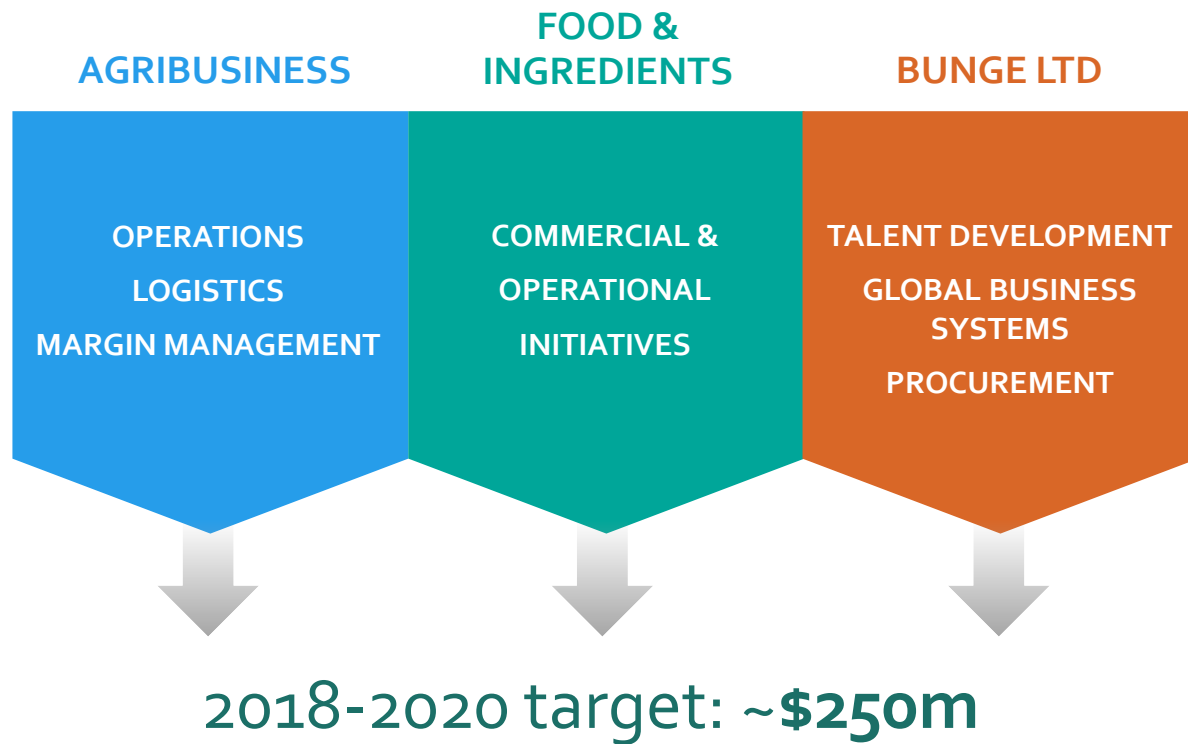 AGRIBUSINESS
FOOD &
INGREDIENTS
BUNGE LTD
OPERATIONS
LOGISTICS
MARGIN MANAGEMENT
COMMERCIAL &
OPERATIONAL
INITIATIVES
TALENT DEVELOPMENT
GLOBAL BUSINESS
SYSTEMS
PROCUREMENT
2018-2020 target: ~$250m